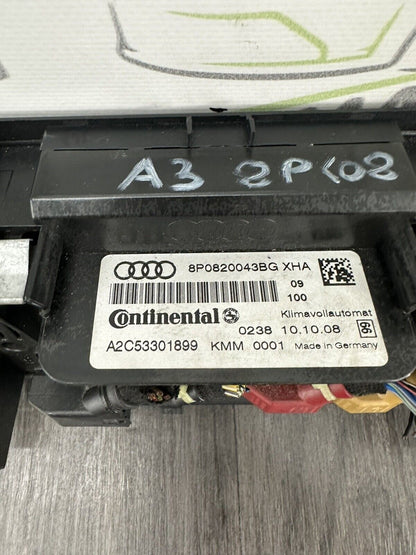 A3 8P <08
8P0820043BG XHA
09
100
Continental
Klimavollautomat
0238 10.10.08
66
A2C53301899 KMM 0001 Made in Germany